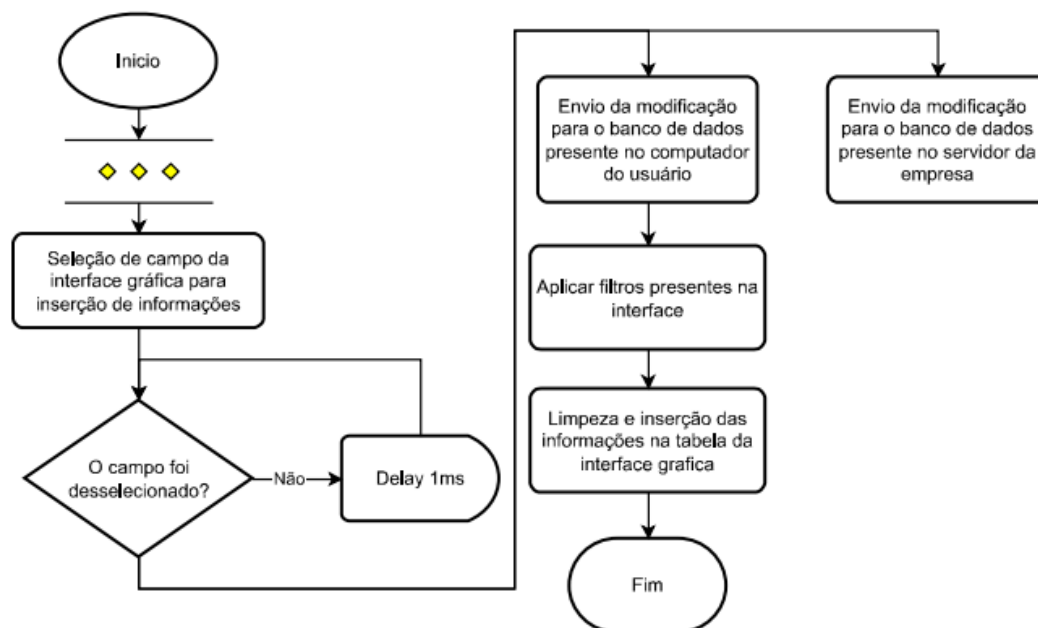 Inicio
Seleção de campo da
interface gráfica para
inserção de informações
O campo foi
desselecionado?
Não
Delay 1ms
Envio da modificação
para o banco de dados
presente no computador
do usuário
Aplicar filtros presentes na
interface
Limpeza e inserção das
informações na tabela da
interface grafica
Fim
Envio da modificação
para o banco de dados
presente no servidor da
empresa